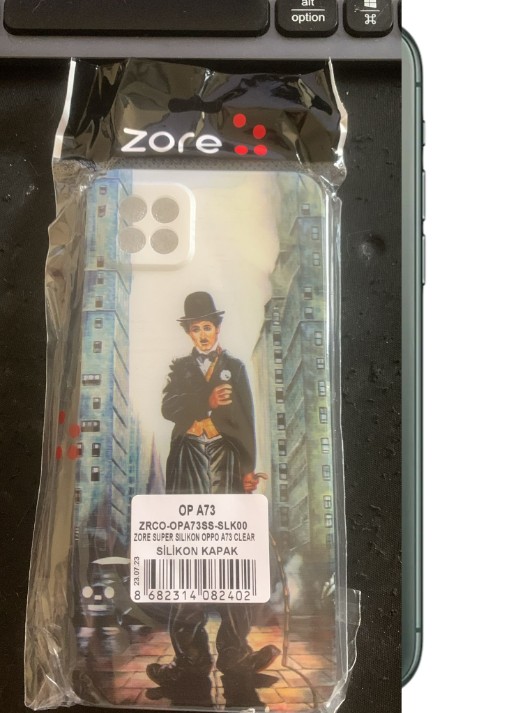 alt
option
⌘
zore
OP A73
ZRCO-OPA73SS-SLK00
ZORE SUPER SILIKON OPPO A73 CLEAR
SİLİKON KAPAK
23.07.23
8 682314 082402